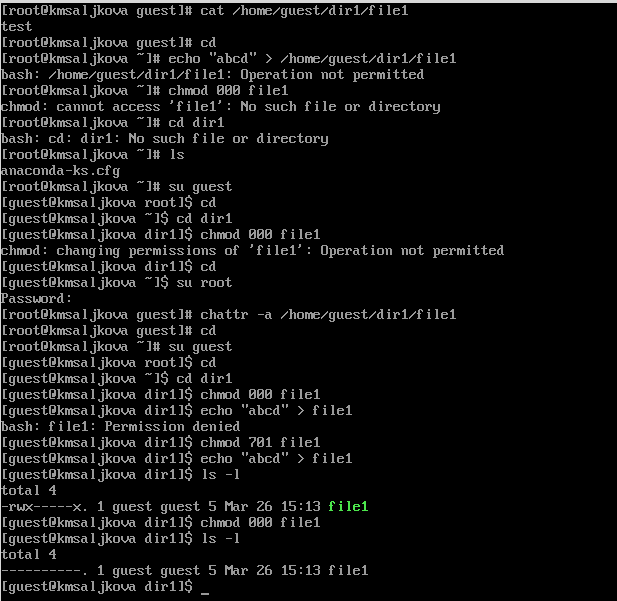 [root@kmsaljkova guest]# cat /home/guest/dir1/file1
test
[root@kmsaljkova guest]# cd
[root@kmsaljkova ~]# echo "abcd" > /home/guest/dir1/file1
bash: /home/guest/dir1/file1: Operation not permitted
[root@kmsaljkova ~]# chmod 000 file1
chmod: cannot access 'file1': No such file or directory
[root@kmsaljkova ~]# cd dir1
bash: cd: dir1: No such file or directory
[root@kmsaljkova ~]# ls
anaconda-ks.cfg
[root@kmsaljkova ~]# su guest
[guest@kmsaljkova root]$ cd
[guest@kmsaljkova ~]$ cd dir1
[guest@kmsaljkova dir1]$ chmod 000 file1
chmod: changing permissions of 'file1': Operation not permitted
[guest@kmsaljkova dir1]$ cd
[guest@kmsaljkova ~]$ su root
Password:
[root@kmsaljkova guest]# chattr -a /home/guest/dir1/file1
[root@kmsaljkova guest]# cd
[root@kmsaljkova ~]# su guest
[guest@kmsaljkova root]$ cd
[guest@kmsaljkova ~]$ cd dir1
[guest@kmsaljkova dir1]$ chmod 000 file1
[guest@kmsaljkova dir1]$ echo "abcd" > file1
bash: file1: Permission denied
[guest@kmsaljkova dir1]$ chmod 701 file1
[guest@kmsaljkova dir1]$ echo "abcd" > file1
[guest@kmsaljkova dir1]$ ls -l
total 4
-rwx-----x. 1 guest guest 5 Mar 26 15:13 file1
[guest@kmsaljkova dir1]$ chmod 000 file1
[guest@kmsaljkova dir1]$ ls -l
total 4
----------. 1 guest guest 5 Mar 26 15:13 file1
[guest@kmsaljkova dir1]$ _